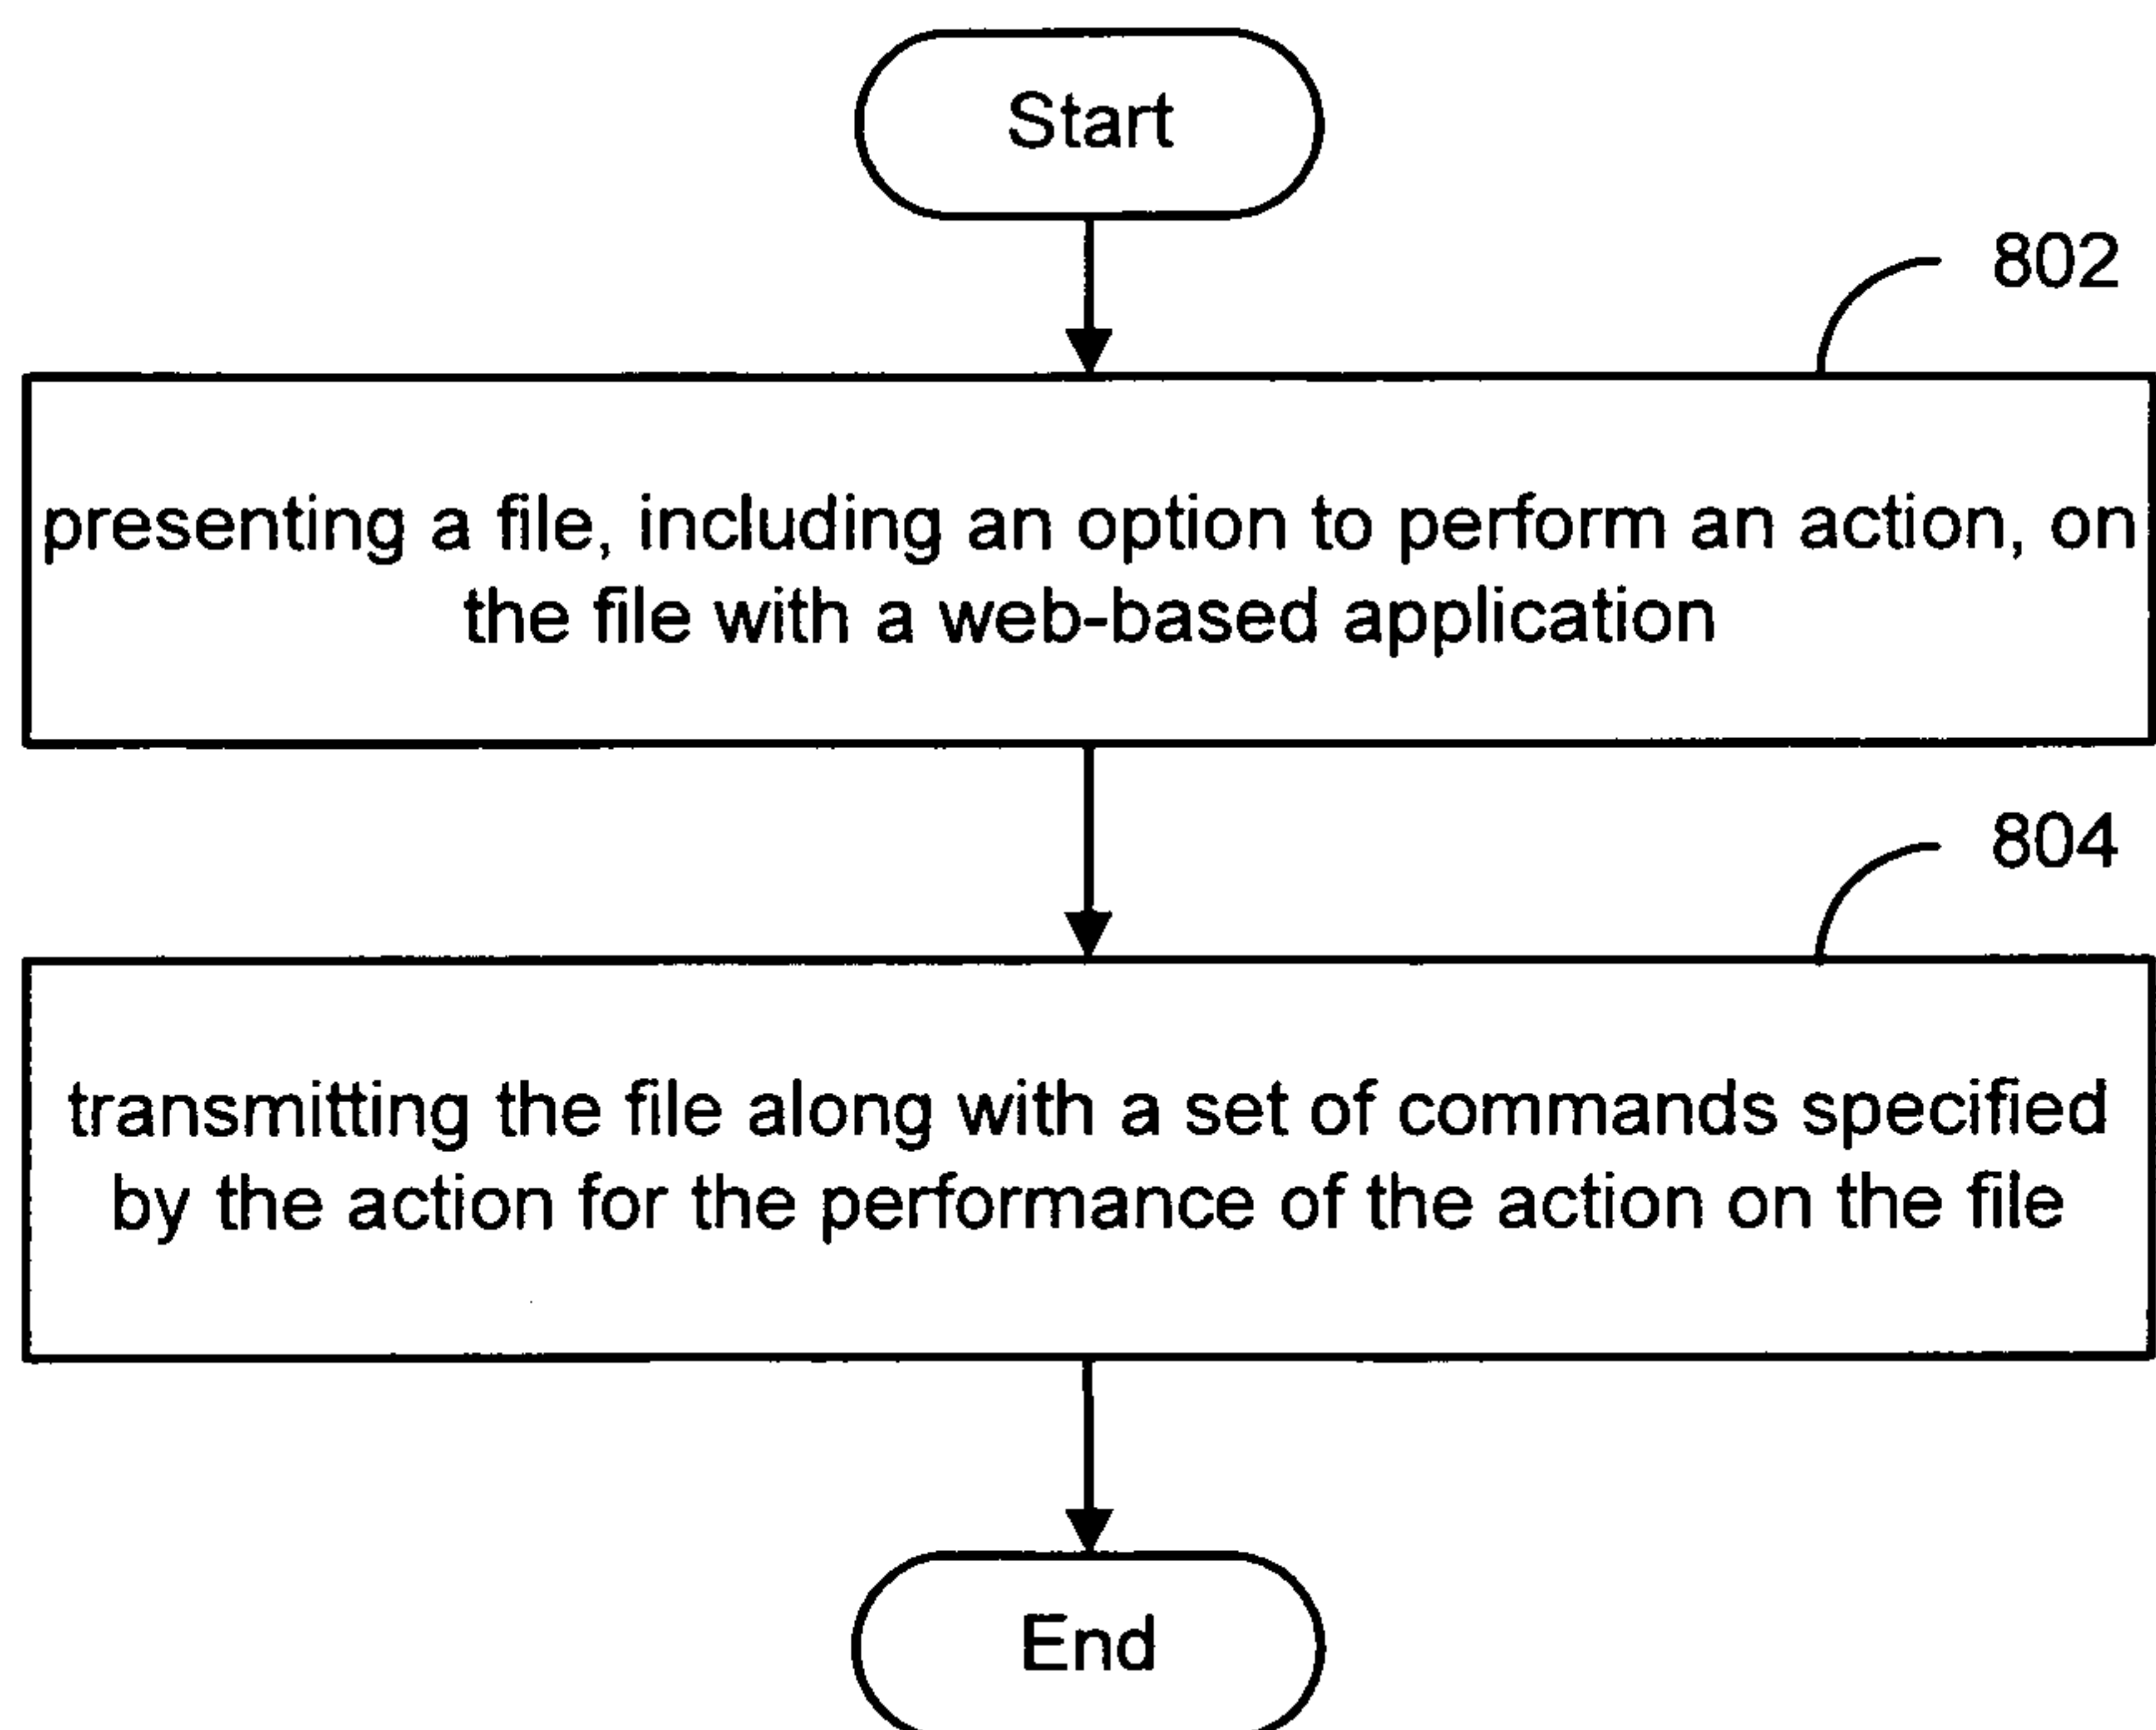 Start
802
presenting a file, including an option to perform an action, on
the file with a web-based application
804
transmitting the file along with a set of commands specified
by the action for the performance of the action on the file
End